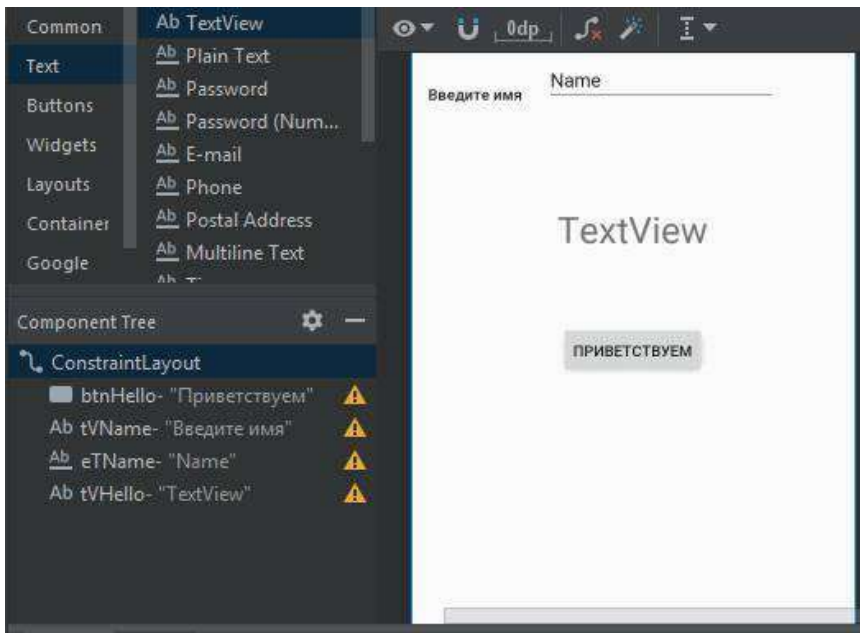 Common
Text
Buttons
Widgets
Layouts
Container
Google
Ab TextView
Ab Plain Text
Ab Password
Ab Password (Num...
Ab E-mail
Ab Phone
Ab Postal Address
Ab Multiline Text
0dp
Введите имя
Name
TextView
ПРИВЕТСТВУЕМ
Component Tree
ConstraintLayout
btnHello- "Приветствуем"
Ab tVName- "Введите имя"
Ab eTName- "Name"
Ab tVHello- "TextView"